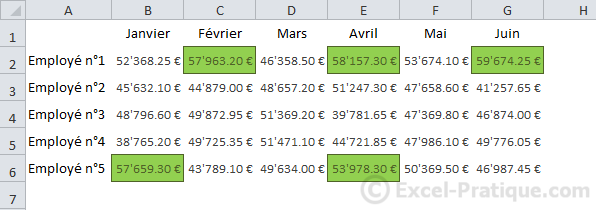 A B C D E F G H
1 Janvier Février Mars Avril Mai Juin
2 Employé n°1 52'368.25 € 57'963.20 € 46'358.50 € 58'157.30 € 53'674.10 € 59'674.25 €
3 Employé n°2 45'632.10 € 44'879.00 € 48'657.20 € 51'247.30 € 47'658.60 € 41'257.65 €
4 Employé n°3 48'796.60 € 49'872.95 € 51'369.20 € 39'781.65 € 47'369.80 € 46'874.00 €
5 Employé n°4 38'765.20 € 49'725.35 € 51'471.10 € 44'721.85 € 47'986.10 € 49'776.05 €
6 Employé n°5 57'659.30 € 43'789.10 € 49'634.00 € 53'978.30 € 50'369.50 € 46'987.45 €
7
© Excel-Pratique.com